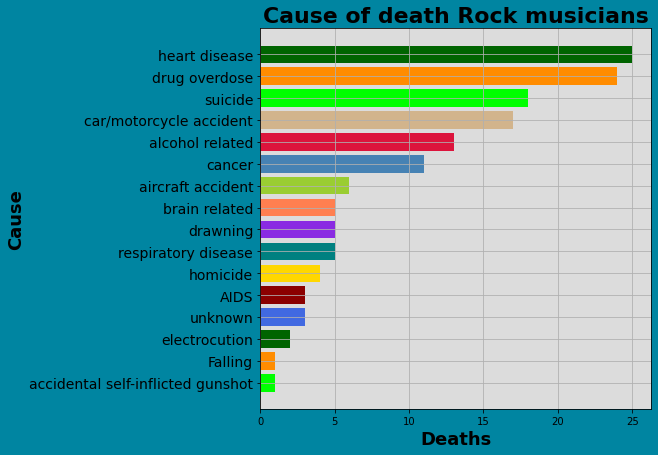 Cause of death Rock musicians
heart disease
drug overdose
suicide
car/motorcycle accident
alcohol related
cancer
aircraft accident
brain related
drawning
respiratory disease
homicide
AIDS
unknown
electrocution
Falling
accidental self-inflicted gunshot
Cause
0 5 10 15 20 25
Deaths